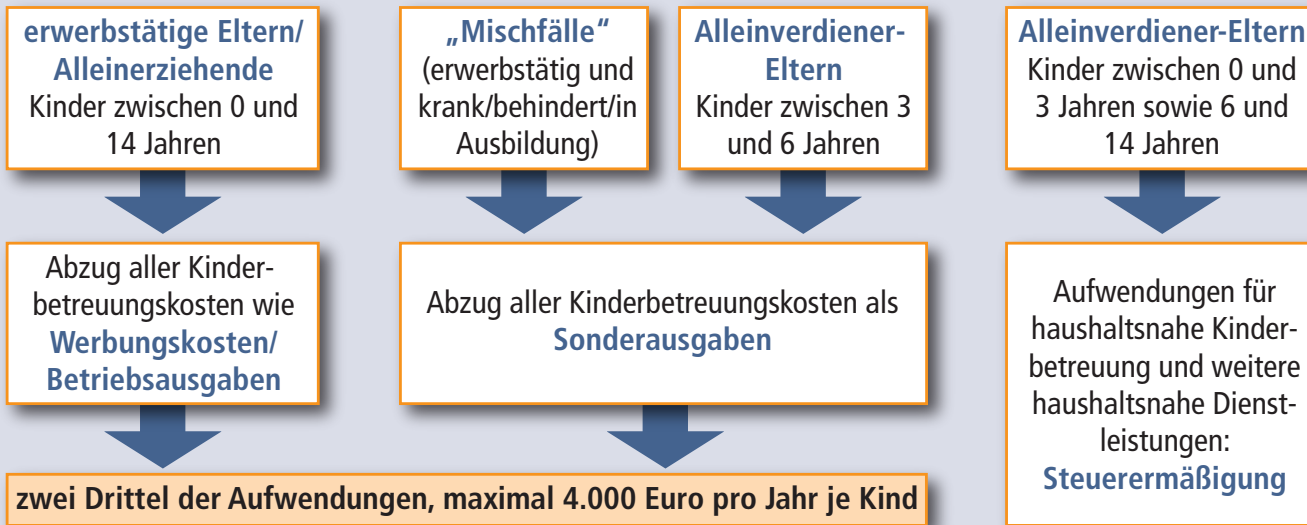 erwerbstätige Eltern/
Alleinerziehende
Kinder zwischen 0 und
14 Jahren
„Mischfälle“
(erwerbstätig und
krank/behindert/in
Ausbildung)
Alleinverdiener-
Eltern
Kinder zwischen 3
und 6 Jahren
Alleinverdiener-Eltern
Kinder zwischen 0 und
3 Jahren sowie 6 und
14 Jahren
Abzug aller Kinder-
betreuungskosten wie
Werbungskosten/
Betriebsausgaben
Abzug aller Kinderbetreuungskosten als
Sonderausgaben
Aufwendungen für
haushaltsnahe Kinder-
betreuung und weitere
haushaltsnahe Dienst-
leistungen:
Steuerermäßigung
zwei Drittel der Aufwendungen, maximal 4.000 Euro pro Jahr je Kind